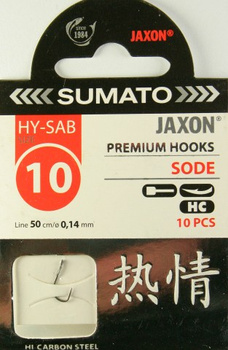 since
1984
JAXON®
SUMATO
HY-SAB
JAXON®
10
PREMIUM HOOKS
SODE
HC
Line 50 cm/ø 0,14 mm
10 PCS
热情
HI CARBON STEEL